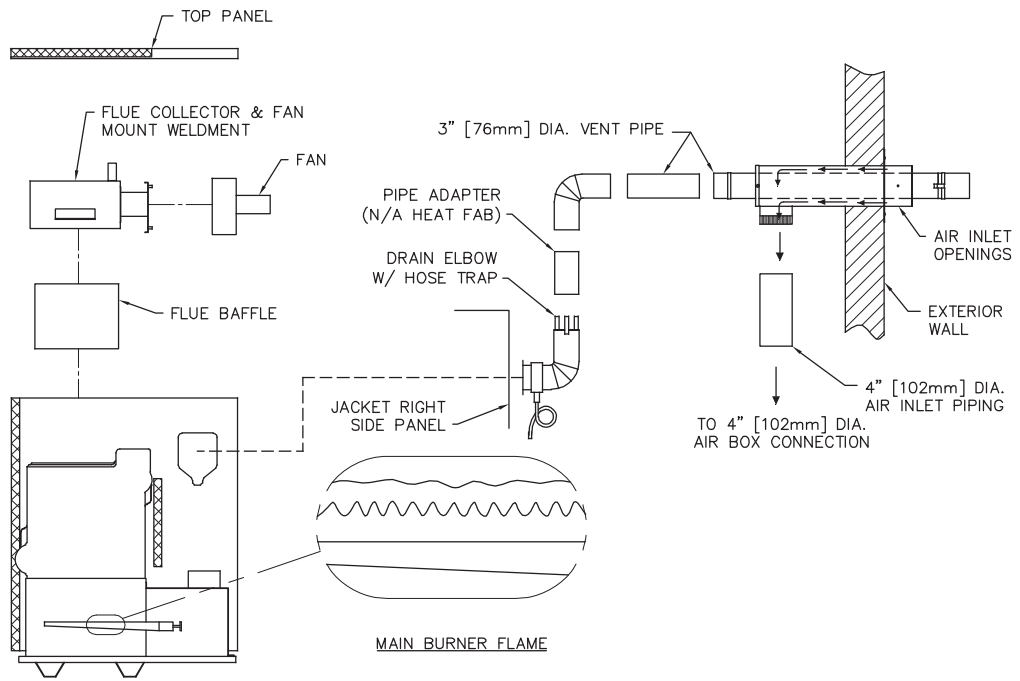 TOP PANEL
FLUE COLLECTOR & FAN
MOUNT WELDMENT
FAN
3" [76mm] DIA. VENT PIPE
PIPE ADAPTER
(N/A HEAT FAB)
DRAIN ELBOW
W/ HOSE TRAP
AIR INLET
OPENINGS
FLUE BAFFLE
EXTERIOR
WALL
JACKET RIGHT
SIDE PANEL
4" [102mm] DIA.
AIR INLET PIPING
TO 4" [102mm] DIA.
AIR BOX CONNECTION
MAIN BURNER FLAME